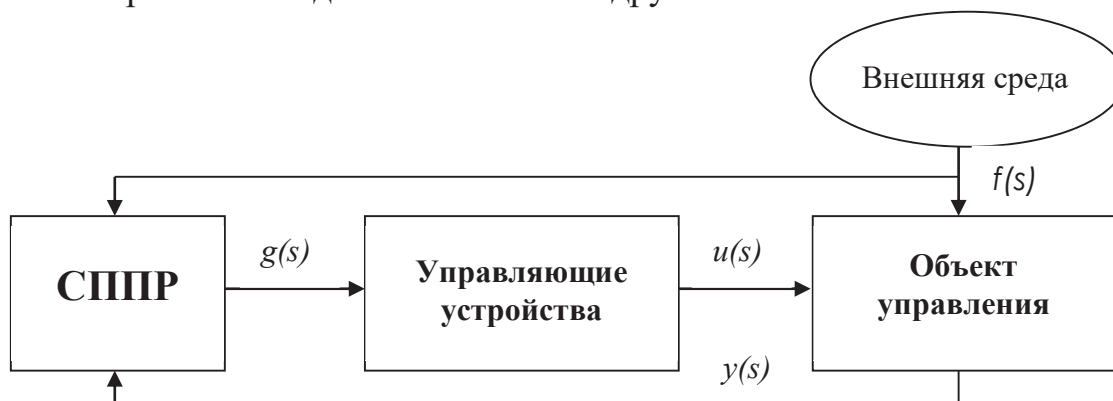 Внешняя среда
f(s)
СППР
g(s)
Управляющие
устройства
u(s)
Объект
управления
y(s)